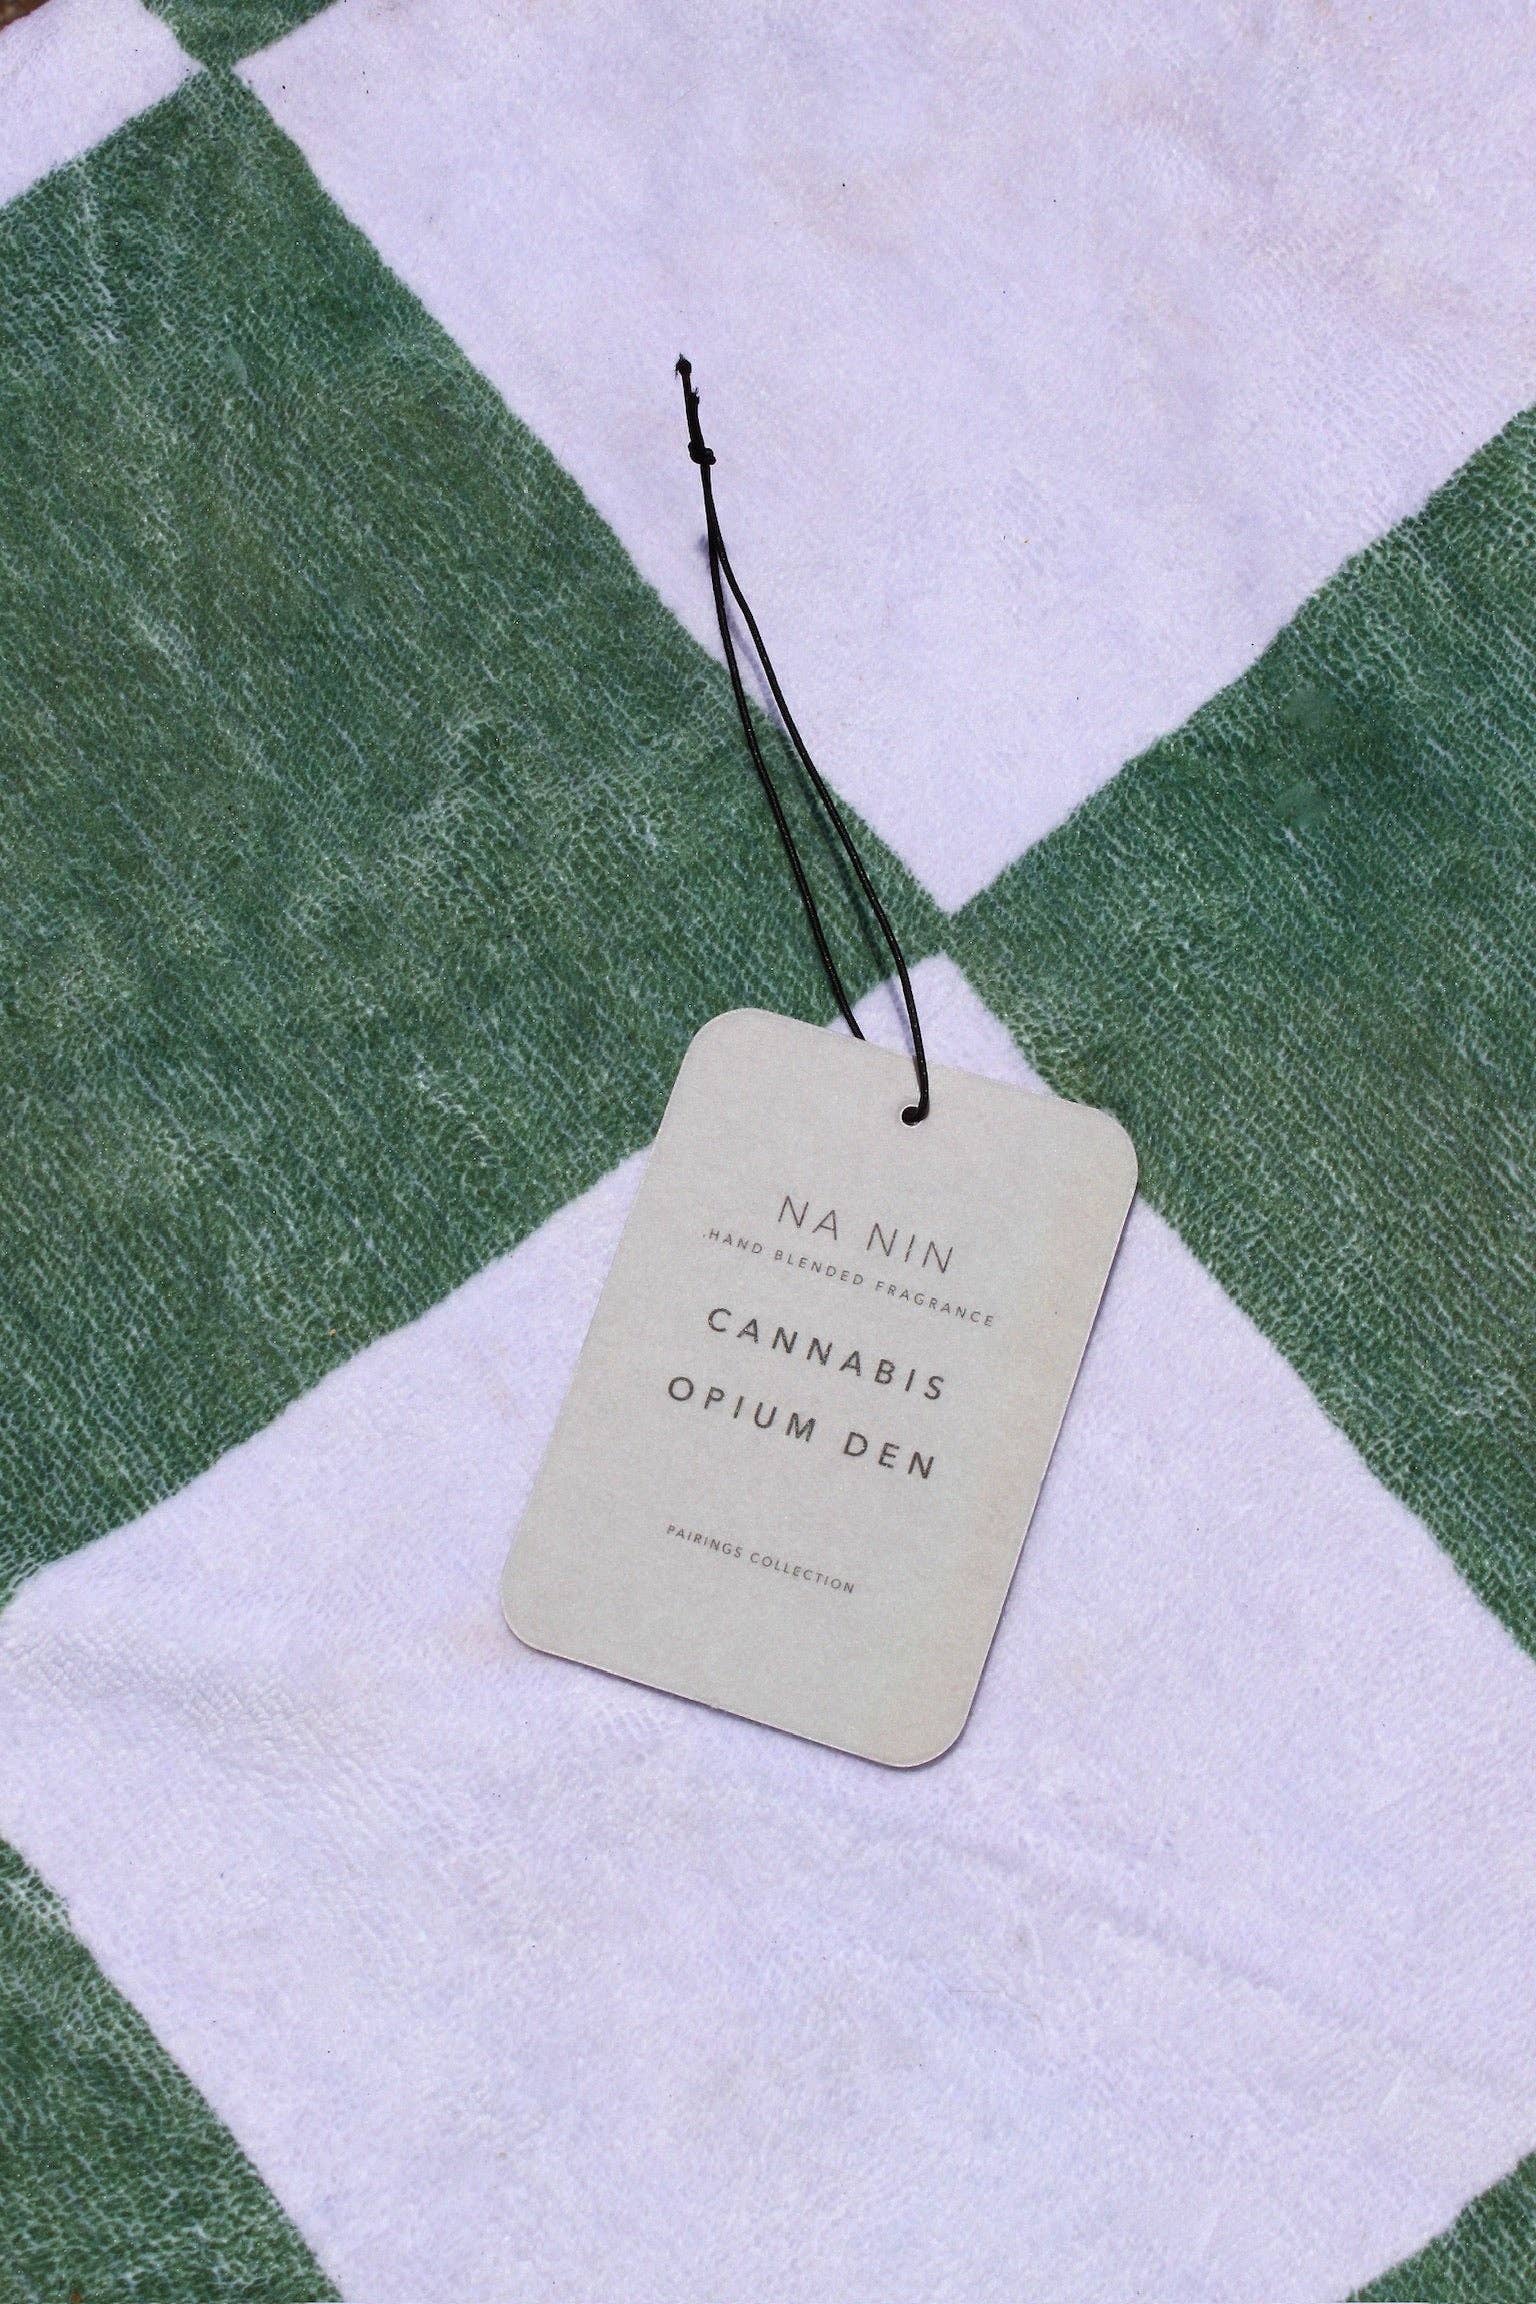 NA NIN
HAND BLENDED FRAGRANCE
CANNABIS
OPIUM DEN
PAIRINGS COLLECTION